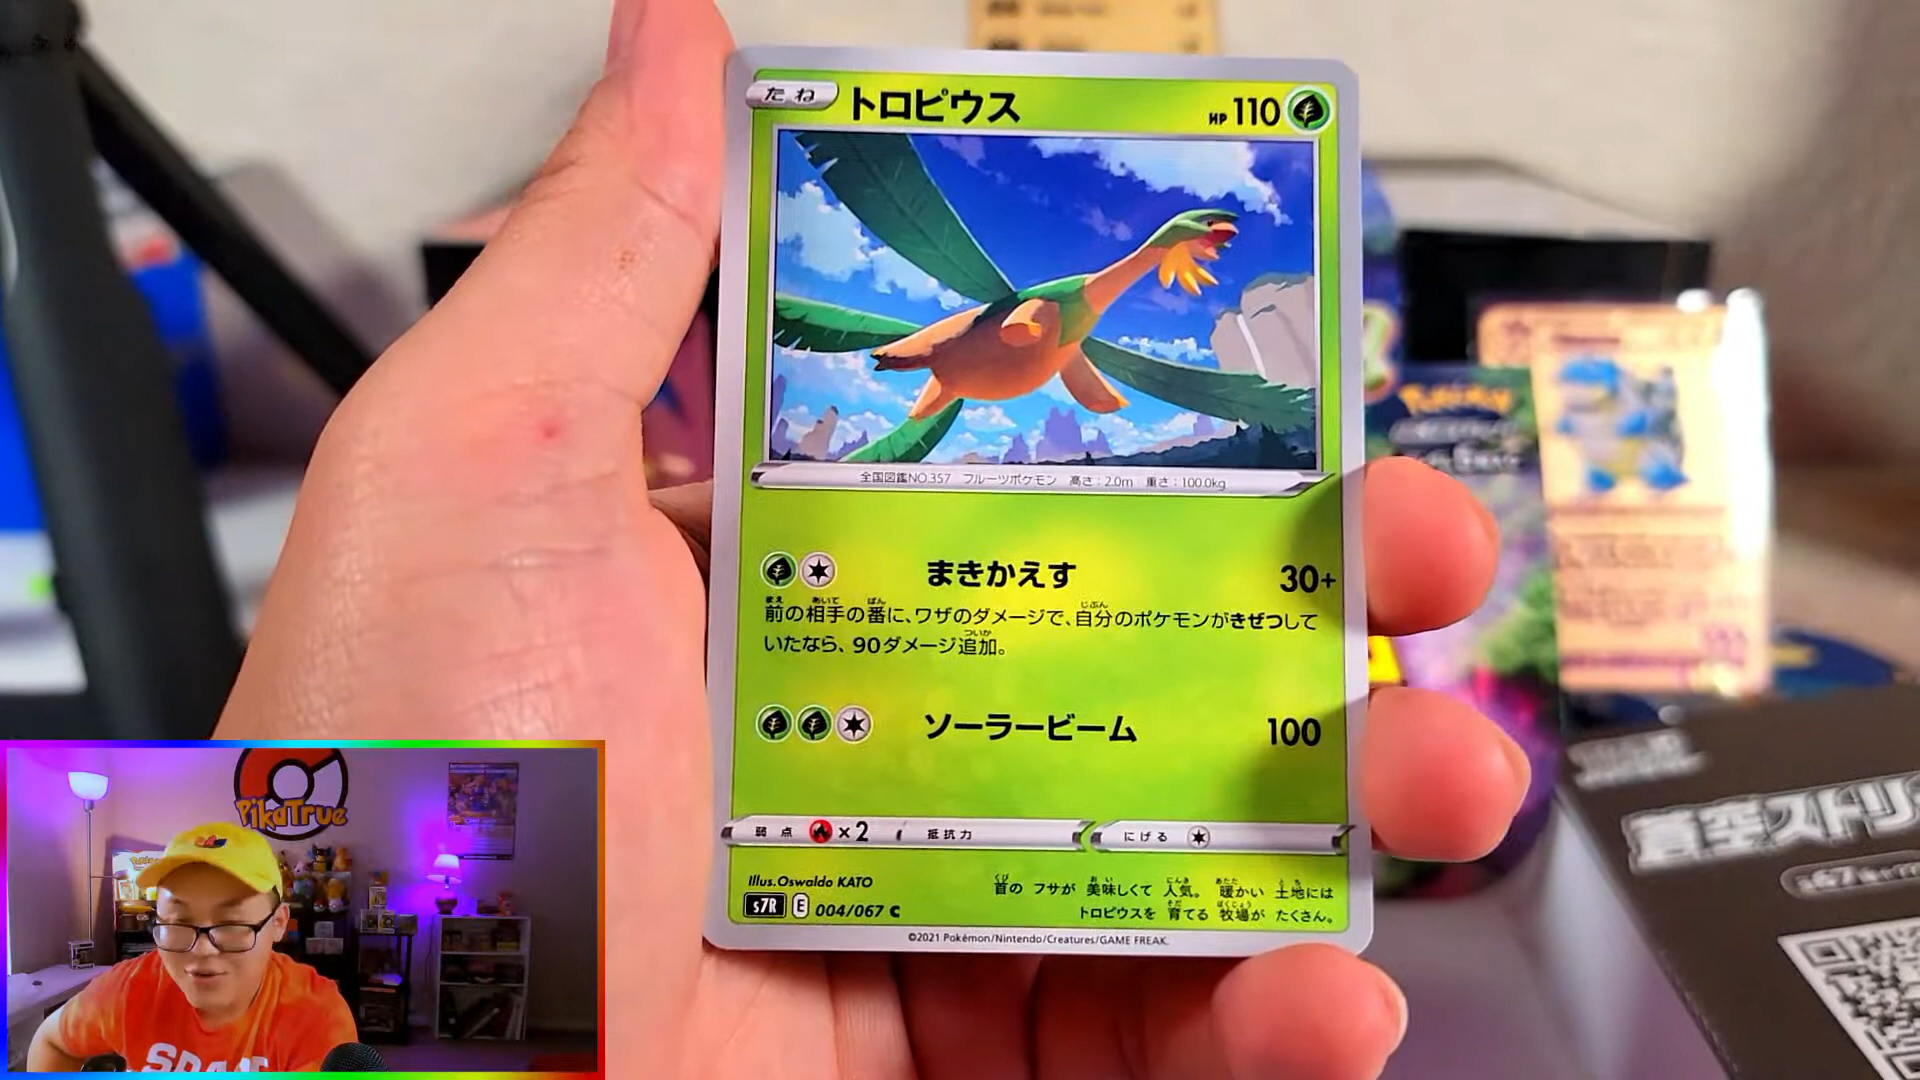 たね トロピウス HP110
全国図鑑NO.357 フルーツポケモン 高さ：2.0m 重さ：100.0kg
まきかえす 30+
前の相手の番に、ワザのダメージで、自分のポケモンがきぜつして
いたなら、90ダメージ追加。
ソーラービーム 100
弱点 ×2 抵抗力 にげる
Illus. Oswaldo KATO
首の フサが 美味しくて 人気。 暖かい 土地には
トロピウスを 育てる 牧場が たくさん。
s7R E 004/067 C
©2021 Pokémon/Nintendo/Creatures/GAME FREAK.
Pokémon
蒼空ストリ
PikaTrue